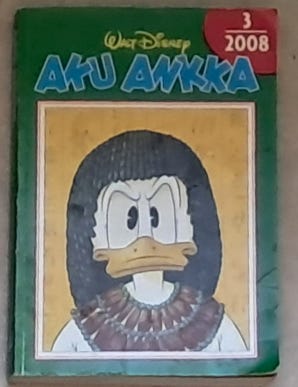 3
2008
WALT DISNEY
AKU ANKKA